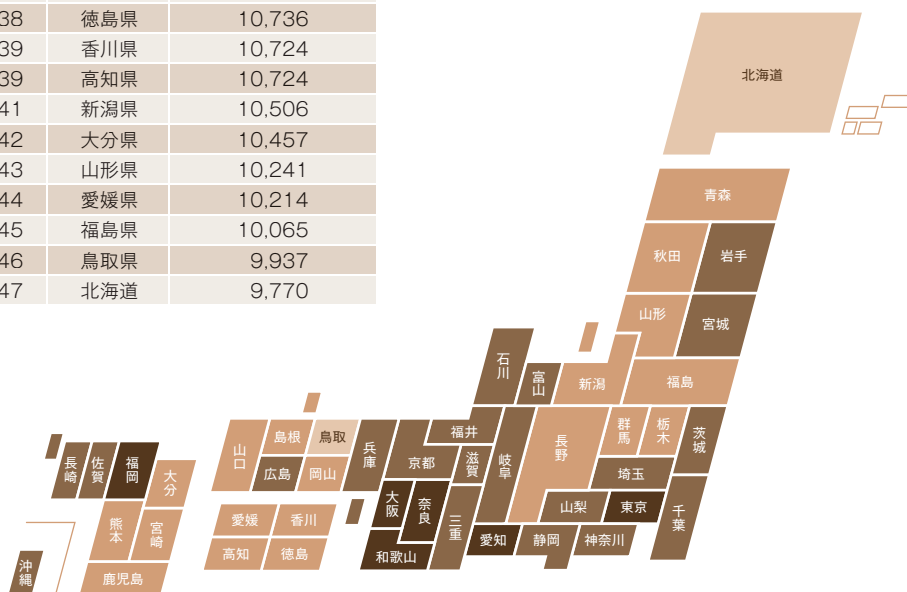 38 徳島県 10,736
39 香川県 10,724
39 高知県 10,724
41 新潟県 10,506
42 大分県 10,457
43 山形県 10,241
44 愛媛県 10,214
45 福島県 10,065
46 鳥取県 9,937
47 北海道 9,770
北海道
青森
秋田
岩手
山形
宮城
石川
富山
新潟
福島
福井
長野
群馬
栃木
茨城
山口
島根
鳥取
兵庫
京都
滋賀
岐阜
埼玉
長崎
佐賀
福岡
大分
広島
岡山
大阪
奈良
三重
山梨
東京
千葉
熊本
宮崎
愛媛
香川
高知
徳島
和歌山
愛知
静岡
神奈川
沖縄
鹿児島